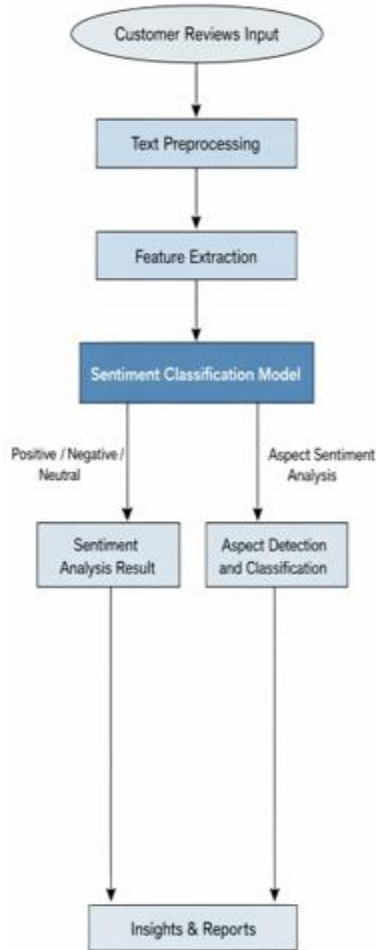 Customer Reviews Input
Text Preprocessing
Feature Extraction
Sentiment Classification Model
Positive / Negative /
Neutral
Aspect Sentiment
Analysis
Sentiment
Analysis Result
Aspect Detection
and Classification
Insights & Reports